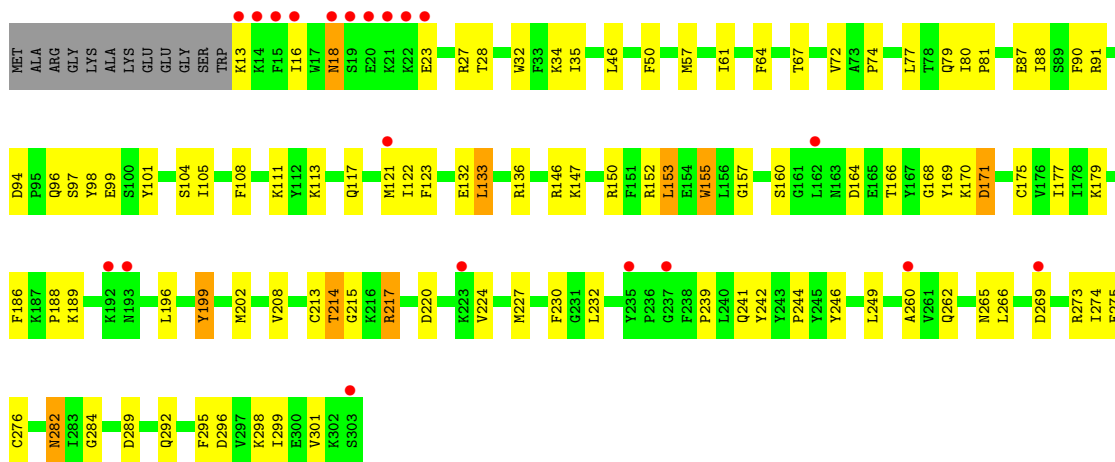 MET ALA ARG GLY LYS ALA LYS GLU GLU GLY SER TRP K13 K14 F15 I16 W17 N18 S19 E20 K21 K22 E23 R27 T28 W32 F33 K34 I35 L46 F50 M57 I61 F64 T67 V72 A73 P74 L77 T78 Q79 I80 P81 E87 I88 S89 F90 R91
D94 P95 Q96 S97 Y98 E99 S100 Y101 S104 I105 F108 K111 Y112 K113 Q117 M121 I122 F123 E132 L133 R136 R146 K147 R150 F151 R152 L153 E154 W155 L156 G157 S160 G161 L162 N163 D164 E165 T166 Y167 G168 Y169 K170 D171 C175 V176 I177 I178 K179
F186 K187 P188 K189 K192 N193 L196 Y199 M202 V208 C213 T214 G215 K216 R217 D220 K223 V224 M227 F230 G231 L232 Y235 P236 G237 F238 P239 L240 Q241 Y242 Y243 P244 Y245 Y246 L249 A260 V261 Q262 N265 L266 D269 R273 I274 E275
C276 N282 I283 G284 D289 Q292 F295 D296 V297 K298 I299 E300 V301 K302 S303